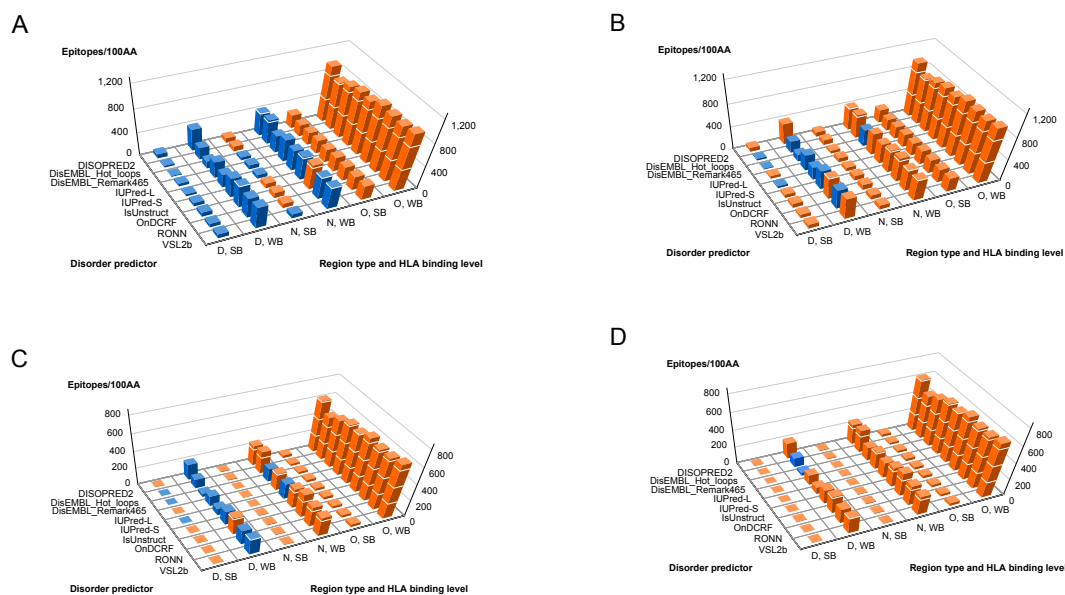 A
Epitopes/100AA
1,200
800
400
0
1,200
800
400
0
DISOPRED2
DisEMBL_Hot_loops
DisEMBL_Remark465
IUPred-L
IUPred-S
IsUnstruct
OnDCRF
RONN
VSL2b
D, SB
D, WB
N, SB
N, WB
O, SB
O, WB
Disorder predictor
Region type and HLA binding level
B
Epitopes/100AA
1,200
800
400
0
1,200
800
400
0
DISOPRED2
DisEMBL_Hot_loops
DisEMBL_Remark465
IUPred-L
IUPred-S
IsUnstruct
OnDCRF
RONN
VSL2b
D, SB
D, WB
N, SB
N, WB
O, SB
O, WB
Disorder predictor
Region type and HLA binding level
C
Epitopes/100AA
800
600
400
200
0
800
600
400
200
0
DISOPRED2
DisEMBL_Hot_loops
DisEMBL_Remark465
IUPred-L
IUPred-S
IsUnstruct
OnDCRF
RONN
VSL2b
D, SB
D, WB
N, SB
N, WB
O, SB
O, WB
Disorder predictor
Region type and HLA binding level
D
Epitopes/100AA
800
600
400
200
0
800
600
400
200
0
DISOPRED2
DisEMBL_Hot_loops
DisEMBL_Remark465
IUPred-L
IUPred-S
IsUnstruct
OnDCRF
RONN
VSL2b
D, SB
D, WB
N, SB
N, WB
O, SB
O, WB
Disorder predictor
Region type and HLA binding level